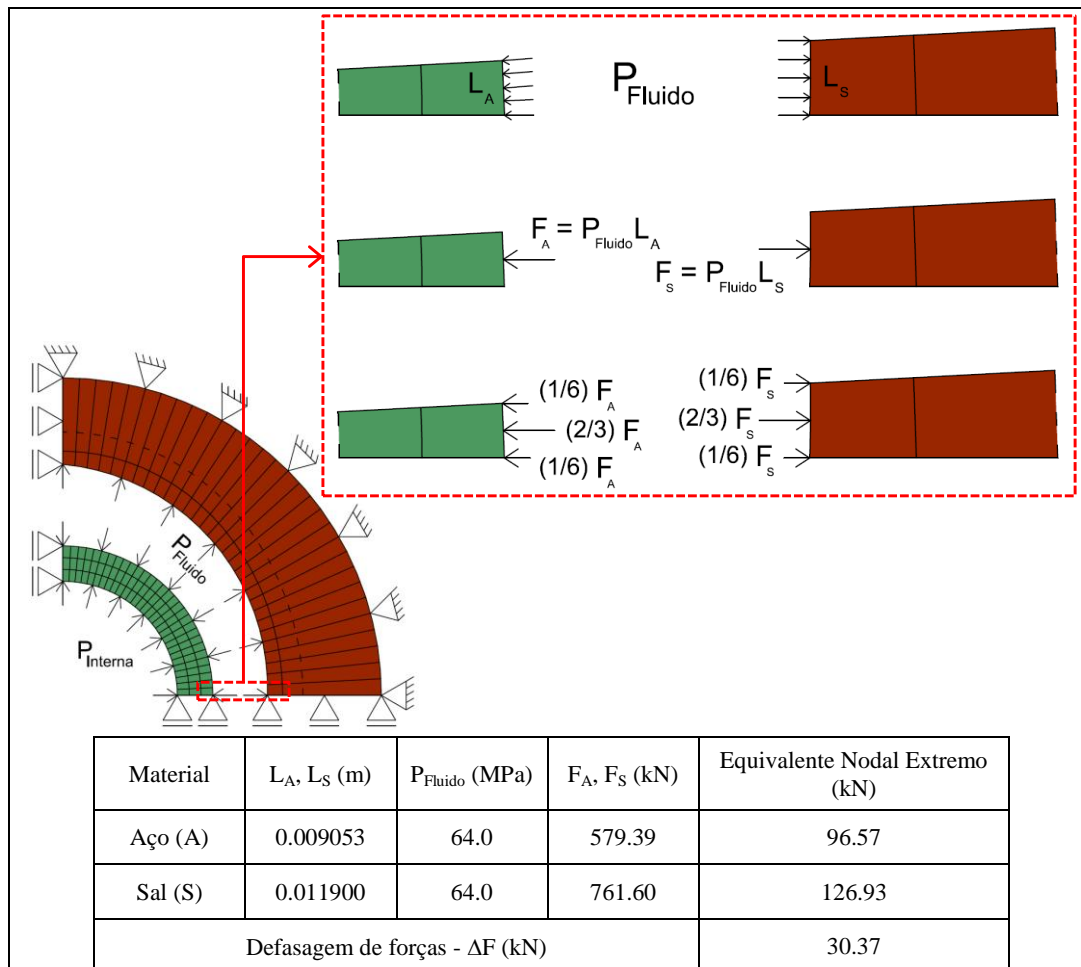 L_A
P_Fluido
L_S
F_A = P_Fluido L_A
F_S = P_Fluido L_S
(1/6) F_A
(2/3) F_A
(1/6) F_A
(1/6) F_S
(2/3) F_S
(1/6) F_S
P_Fluido
P_Interna
Material L_A, L_S (m) P_Fluido (MPa) F_A, F_S (kN) Equivalente Nodal Extremo
(kN)
Aço (A) 0.009053 64.0 579.39 96.57
Sal (S) 0.011900 64.0 761.60 126.93
Defasagem de forças - ΔF (kN) 30.37